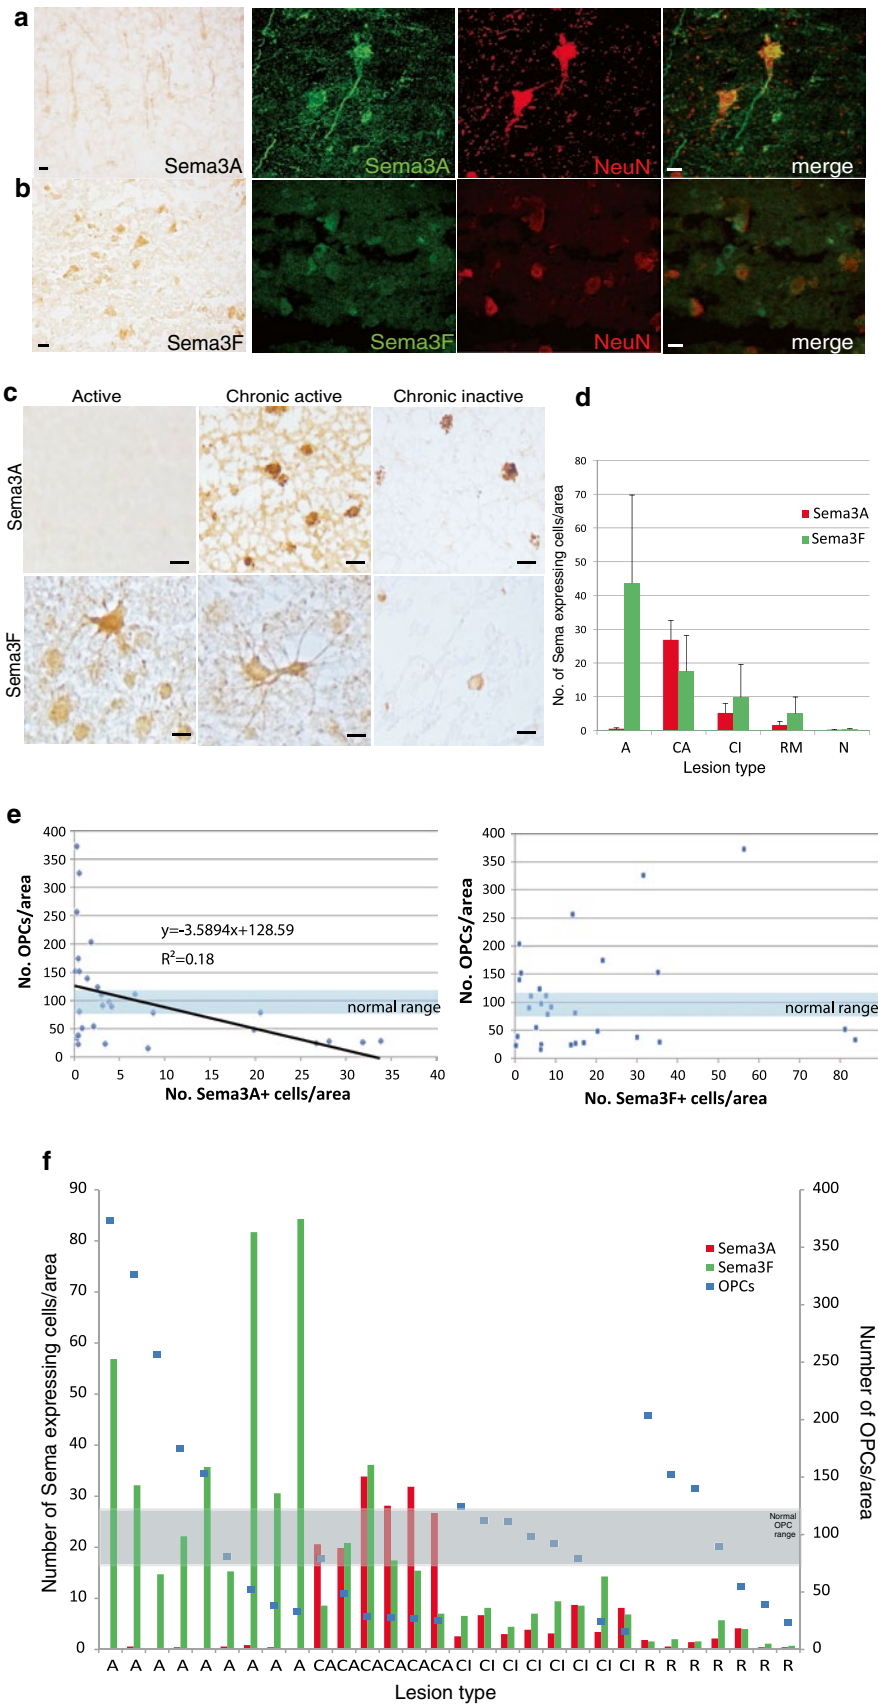 a
Sema3A
Sema3A
NeuN
merge
b
Sema3F
Sema3F
NeuN
merge
c
Active
Chronic active
Chronic inactive
Sema3A
Sema3F
d
80
70
60
50
40
30
20
10
0
No. of Sema expressing cells/area
Sema3A
Sema3F
A CA CI RM N
Lesion type
e
400
350
300
250
200
150
100
50
0
No. OPCs/area
y=-3.5894x+128.59
R²=0.18
normal range
0 5 10 15 20 25 30 35 40
No. Sema3A+ cells/area
400
350
300
250
200
150
100
50
0
No. OPCs/area
normal range
0 10 20 30 40 50 60 70 80
No. Sema3F+ cells/area
f
90
80
70
60
50
40
30
20
10
0
Number of Sema expressing cells/area
Sema3A
Sema3F
OPCs
Normal
OPC
range
400
350
300
250
200
150
100
50
0
Number of OPCs/area
A A A A A A A A A CA CA CA CA CA CA CI CI CI CI CI CI CI CI R R R R R R R
Lesion type